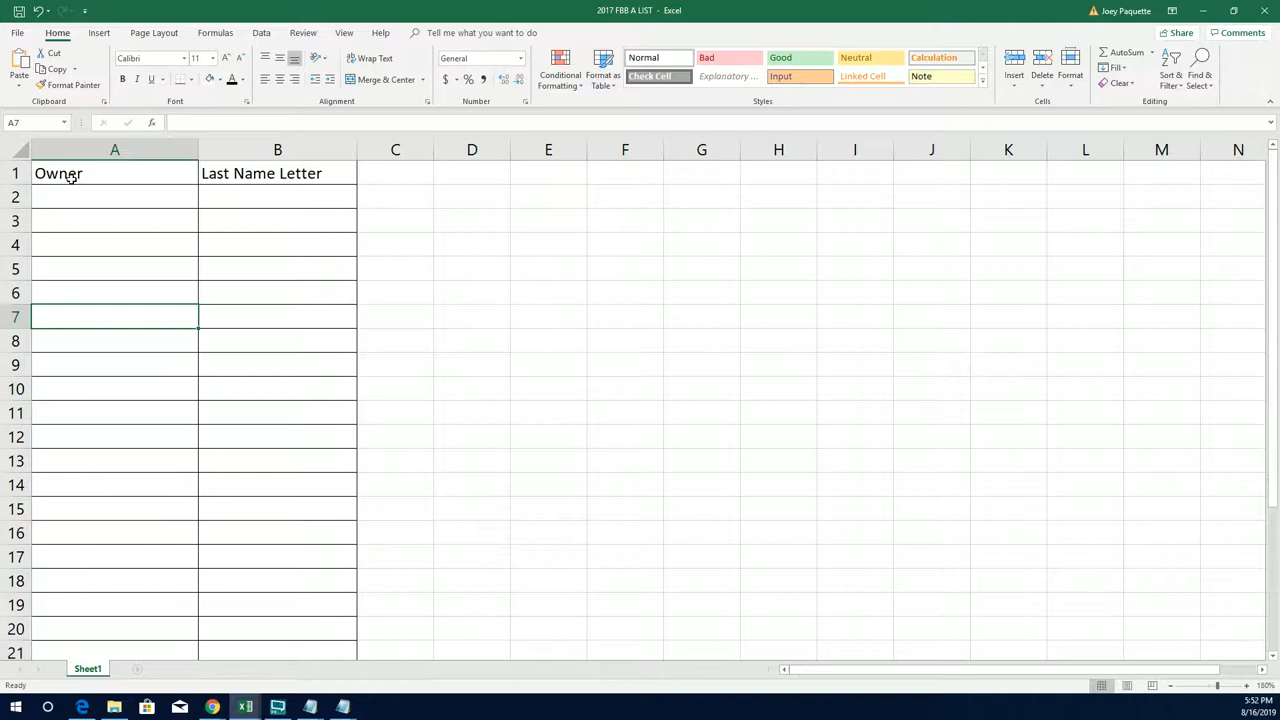 2017 FBB A LIST - Excel
Joey Paquette
File Home Insert Page Layout Formulas Data Review View Help Tell me what you want to do
Share Comments
Paste
Cut
Copy
Format Painter
Clipboard
Calibri 11
B I U
Font
Wrap Text
Merge & Center
Alignment
General
$ % ,
Number
Conditional Formatting
Format as Table
Normal Bad Good Neutral Calculation
Check Cell Explanatory ... Input Linked Cell Note
Styles
Insert Delete Format
Cells
AutoSum
Fill
Clear
Sort & Filter
Find & Select
Editing
A7 fx
A B C D E F G H I J K L M N
1 Owner Last Name Letter
2
3
4
5
6
7
8
9
10
11
12
13
14
15
16
17
18
19
20
21
Sheet1
Ready
180%
5:52 PM
8/16/2019